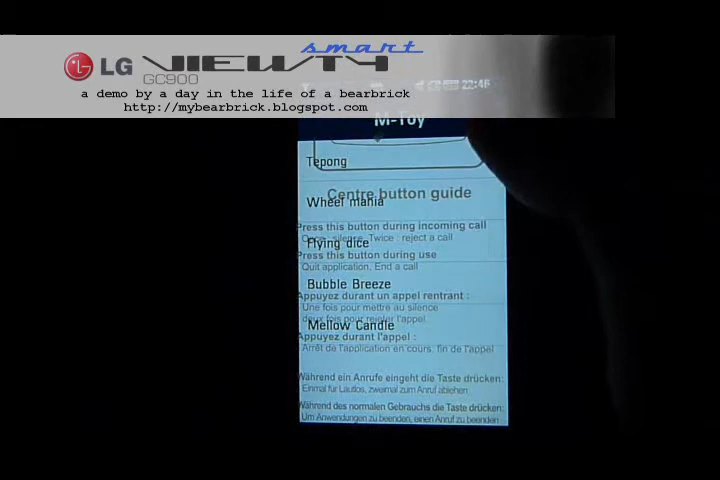 smart
LG VIEWTY
GC900
a demo by a day in the life of a bearbrick
http://mybearbrick.blogspot.com
22:46
M-Toy
Tepong
Centre button guide
Wheel mania
Press this button during incoming call
Once : silence, Twice : reject a call
Flying dice
Press this button during use
Quit application, End a call
Bubble Breeze
Appuyez durant un appel rentrant :
Une fois pour mettre au silence
deux fois pour rejeter l'appel.
Mellow Candle
Appuyez durant l'appel :
Arrêt de l'application en cours, fin de l'appel
Während ein Anrufe eingeht die Taste drücken:
Einmal für Lautlos, zweimal zum Anruf ablehen
Während des normalen Gebrauchs die Taste drücken:
Um Anwendungen zu beenden, einen Anruf zu beenden